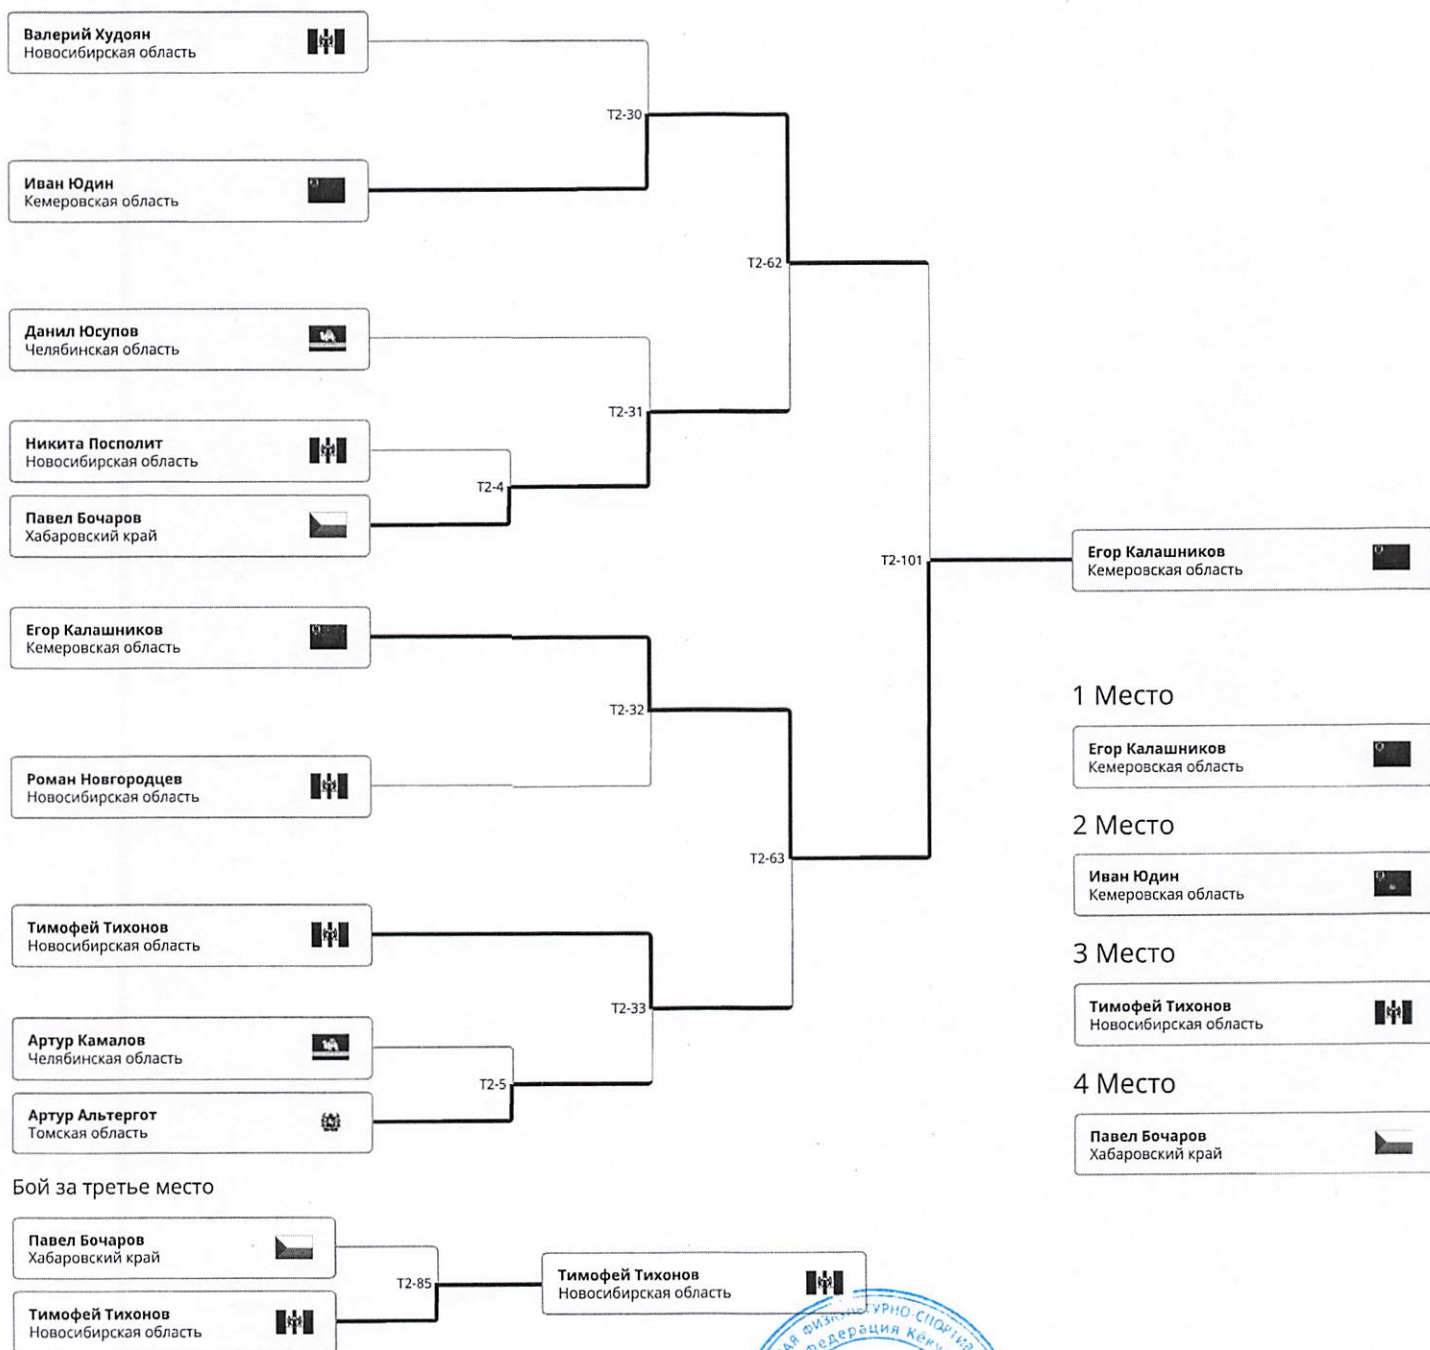 Валерий Худоян
Новосибирская область
T2-30
Иван Юдин
Кемеровская область
T2-62
Данил Юсупов
Челябинская область
T2-31
Никита Посполит
Новосибирская область
T2-4
Павел Бочаров
Хабаровский край
T2-101
Егор Калашников
Кемеровская область
Егор Калашников
Кемеровская область
T2-32
Роман Новгородцев
Новосибирская область
T2-63
Тимофей Тихонов
Новосибирская область
T2-33
Артур Камалов
Челябинская область
T2-5
Артур Альтергот
Томская область
1 Место
Егор Калашников
Кемеровская область
2 Место
Иван Юдин
Кемеровская область
3 Место
Тимофей Тихонов
Новосибирская область
4 Место
Павел Бочаров
Хабаровский край
Бой за третье место
Павел Бочаров
Хабаровский край
T2-85
Тимофей Тихонов
Новосибирская область
Тимофей Тихонов
Новосибирская область